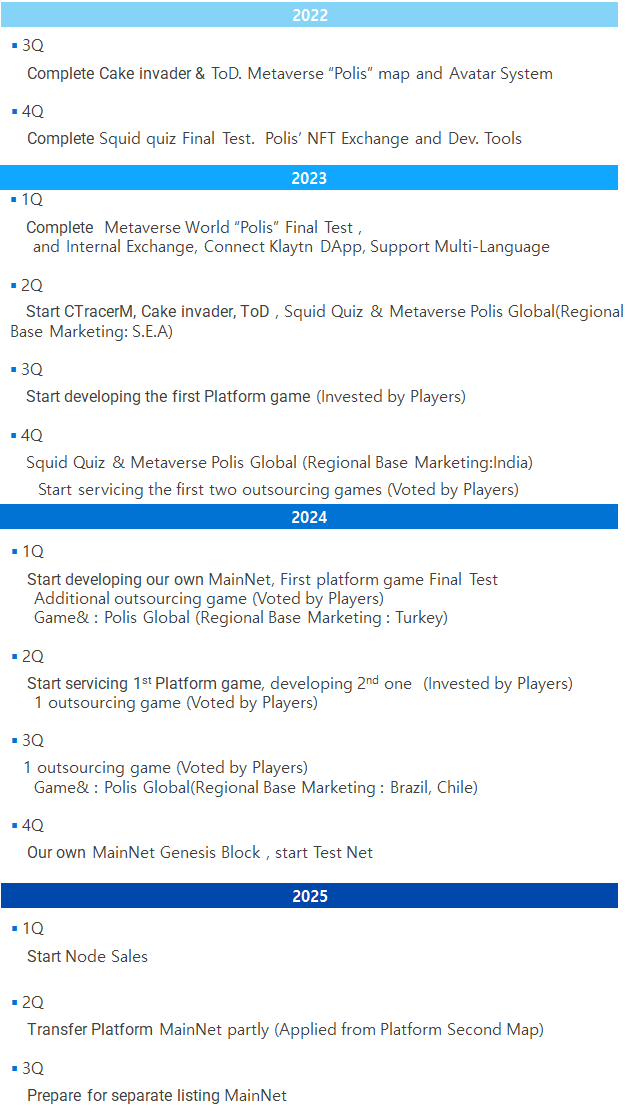 2022
▪ 3Q
Complete Cake invader & ToD. Metaverse “Polis” map and Avatar System
▪ 4Q
Complete Squid quiz Final Test. Polis’ NFT Exchange and Dev. Tools
2023
▪ 1Q
Complete Metaverse World “Polis” Final Test ,
and Internal Exchange, Connect Klaytn DApp, Support Multi-Language
▪ 2Q
Start CTracerM, Cake invader, ToD , Squid Quiz & Metaverse Polis Global(Regional
Base Marketing: S.E.A)
▪ 3Q
Start developing the first Platform game (Invested by Players)
▪ 4Q
Squid Quiz & Metaverse Polis Global (Regional Base Marketing:India)
Start servicing the first two outsourcing games (Voted by Players)
2024
▪ 1Q
Start developing our own MainNet, First platform game Final Test
Additional outsourcing game (Voted by Players)
Game& : Polis Global (Regional Base Marketing : Turkey)
▪ 2Q
Start servicing 1st Platform game, developing 2nd one (Invested by Players)
1 outsourcing game (Voted by Players)
▪ 3Q
1 outsourcing game (Voted by Players)
Game& : Polis Global(Regional Base Marketing : Brazil, Chile)
▪ 4Q
Our own MainNet Genesis Block , start Test Net
2025
▪ 1Q
Start Node Sales
▪ 2Q
Transfer Platform MainNet partly (Applied from Platform Second Map)
▪ 3Q
Prepare for separate listing MainNet